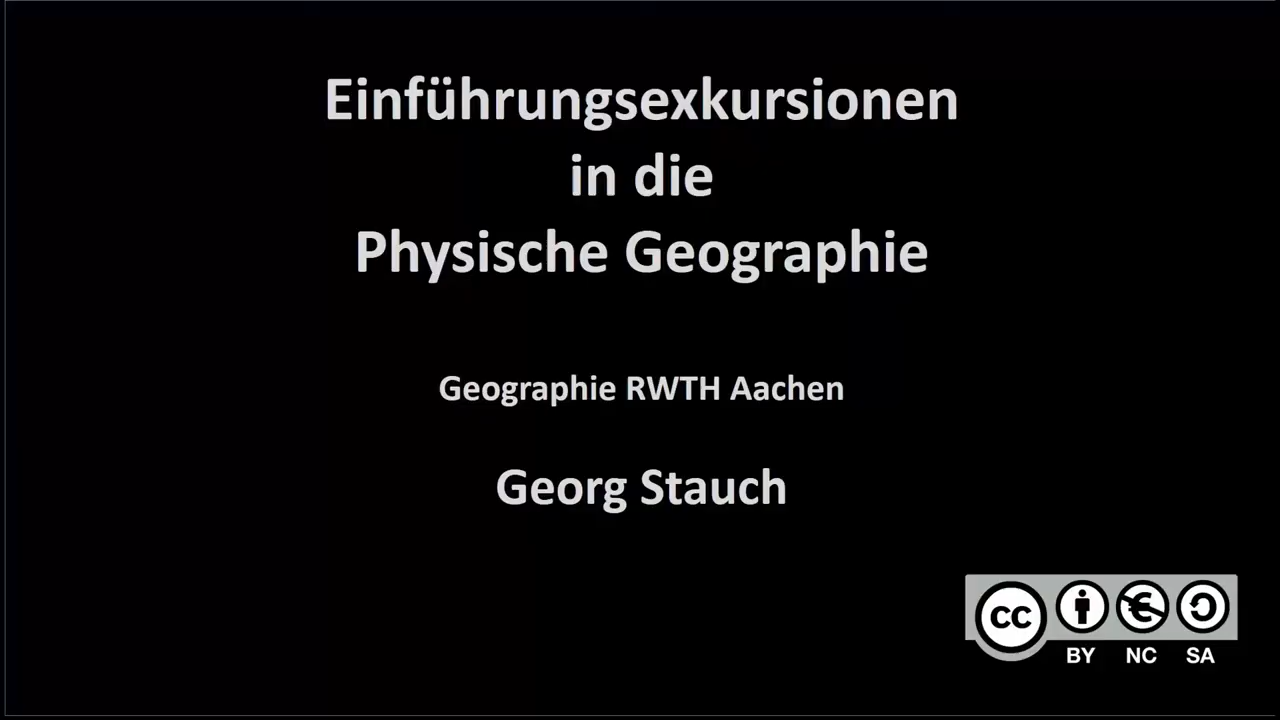 Einführungsexkursionen
in die
Physische Geographie
Geographie RWTH Aachen
Georg Stauch
cc
BY NC SA